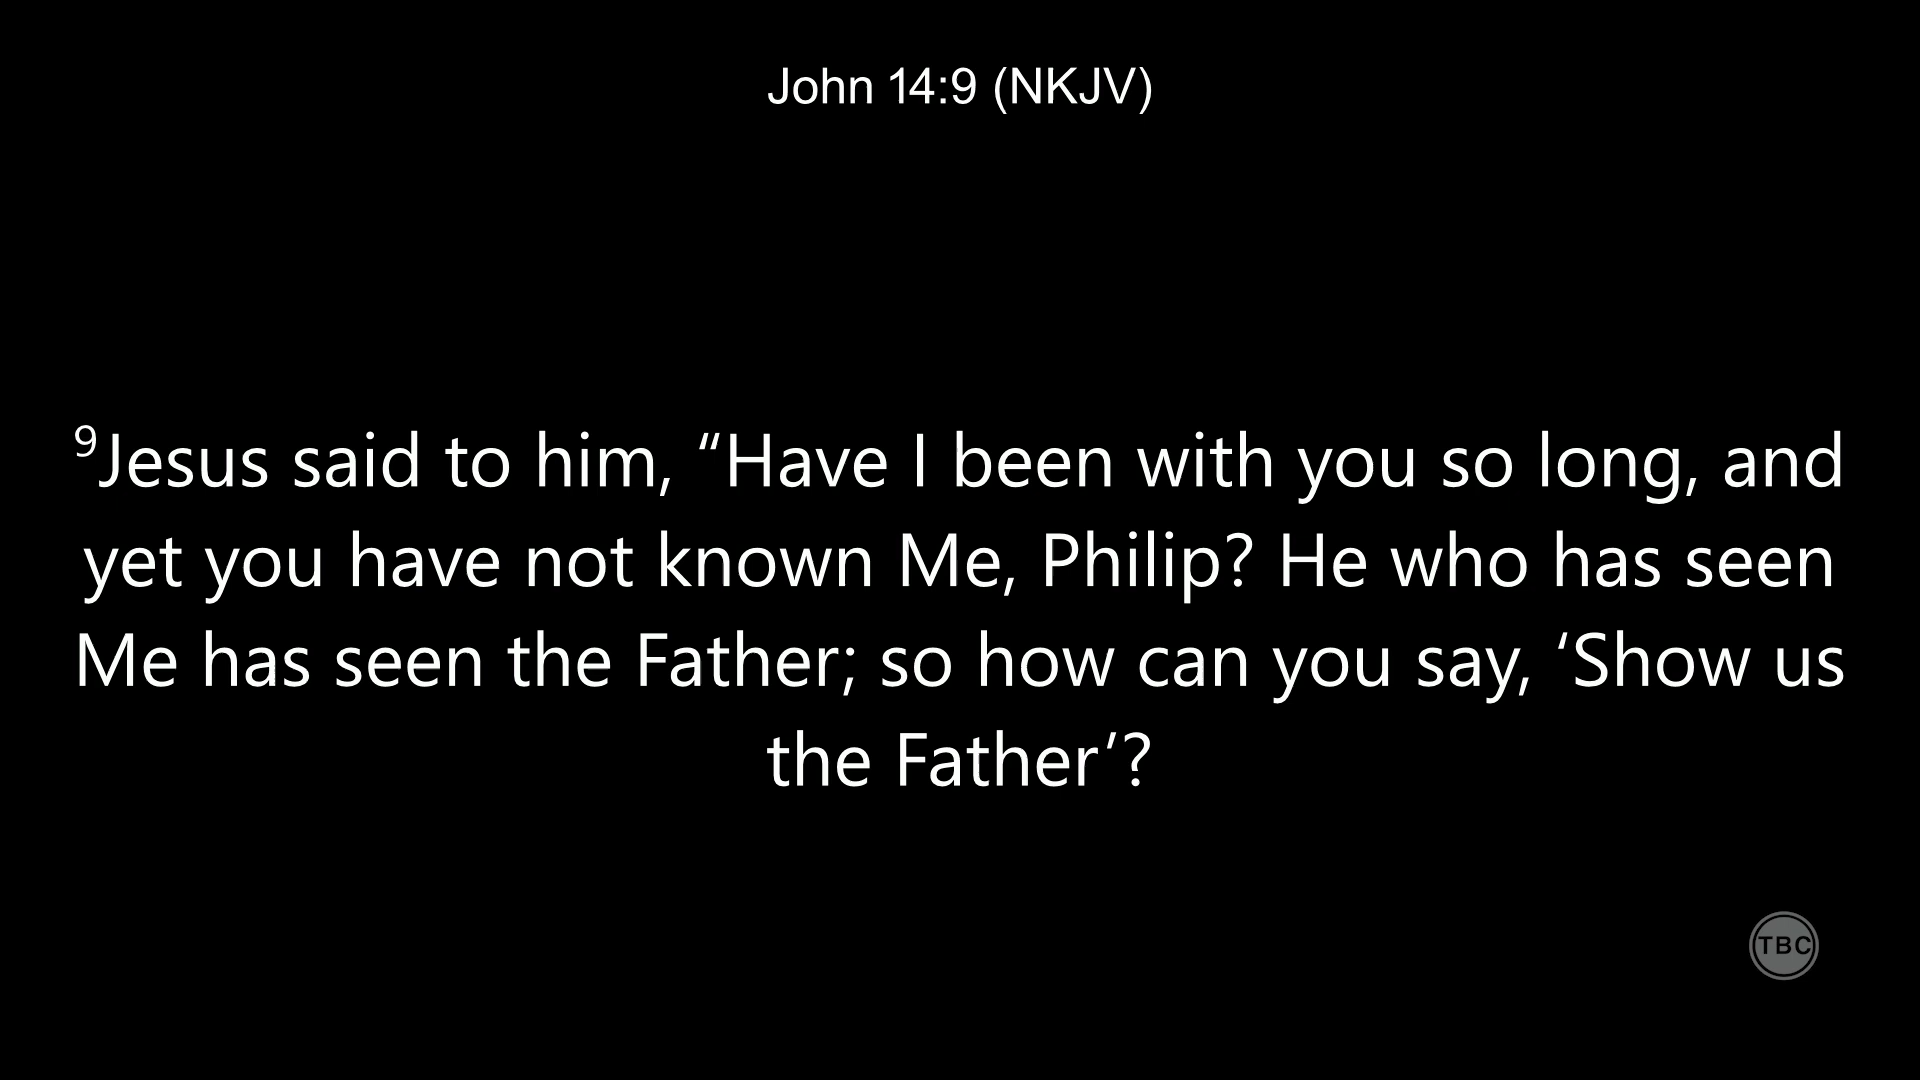 John 14:9 (NKJV)
⁹Jesus said to him, “Have I been with you so long, and
yet you have not known Me, Philip? He who has seen
Me has seen the Father; so how can you say, ‘Show us
the Father’?
TBC